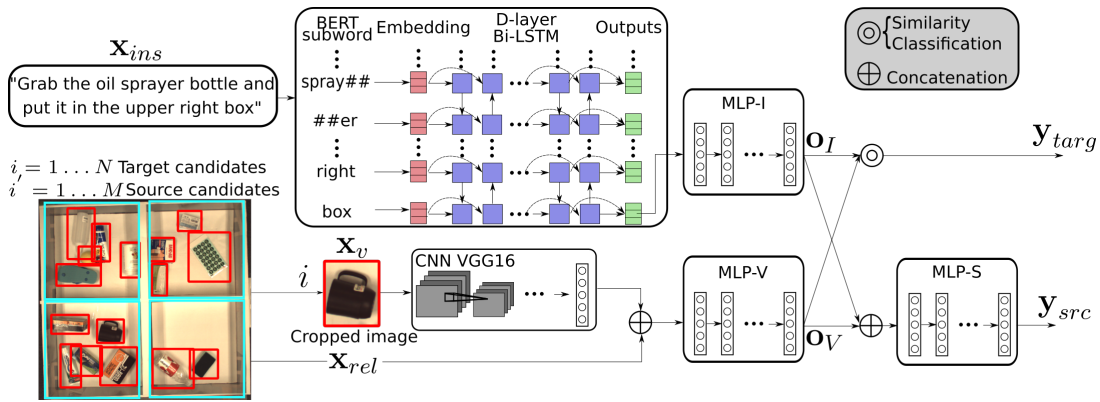 x_ins
"Grab the oil sprayer bottle and
put it in the upper right box"
BERT
subword
Embedding
D-layer
Bi-LSTM
Outputs
spray##
##er
right
box
Similarity
Classification
Concatenation
MLP-I
o_I
y_targ
i = 1 ... N Target candidates
i' = 1 ... M Source candidates
i
x_v
Cropped image
CNN VGG16
x_rel
MLP-V
o_V
MLP-S
y_src